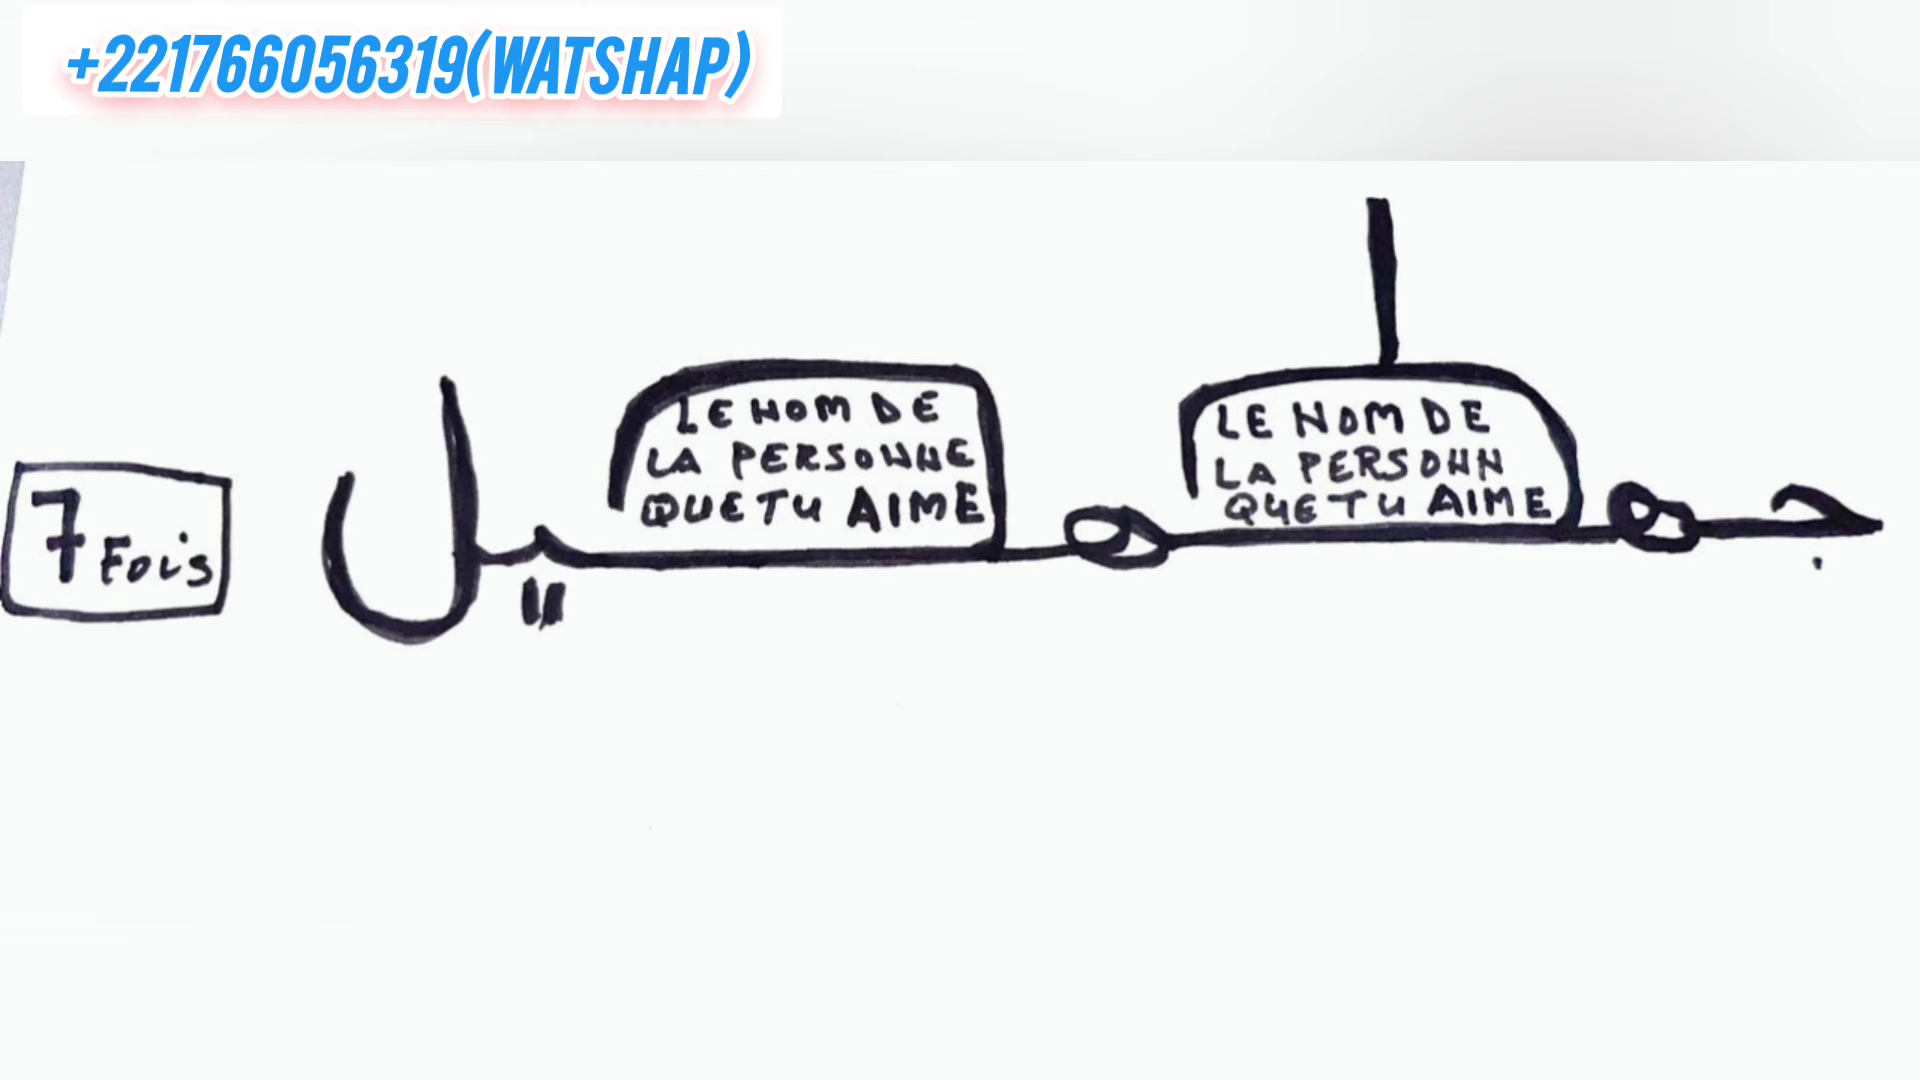 +221766056319(WATSHAP)
7 Fois
LE NOM DE
LA PERSONNE
QUE TU AIME
LE NOM DE
LA PERSONN
QUE TU AIME